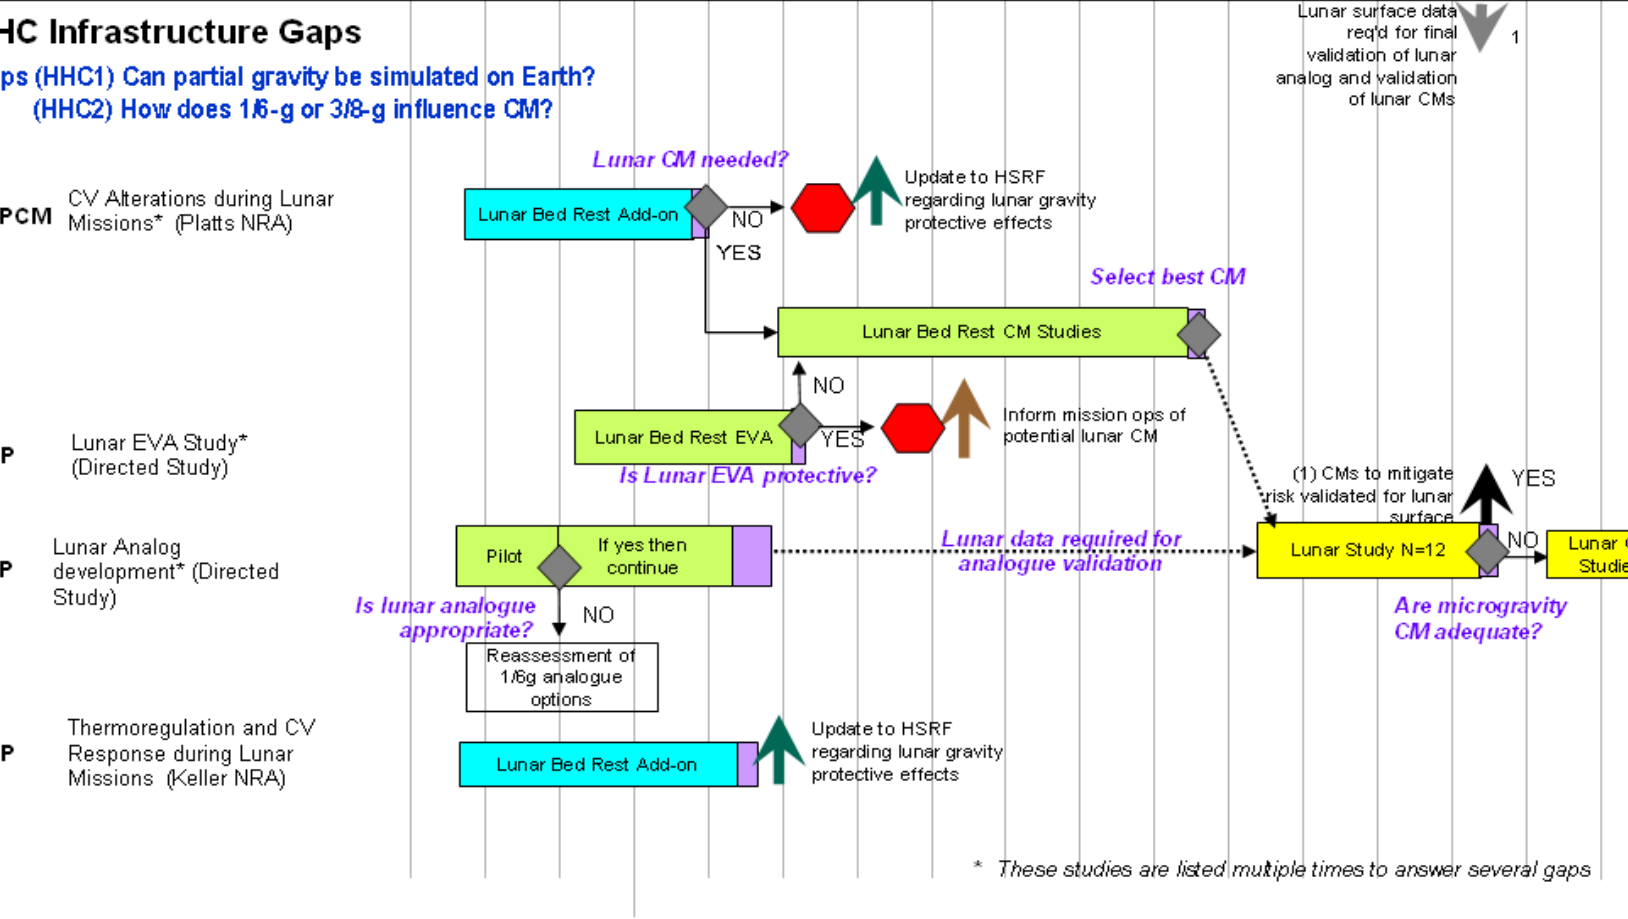 HC Infrastructure Gaps
ps (HHC1) Can partial gravity be simulated on Earth?
(HHC2) How does 1/6-g or 3/8-g influence CM?
Lunar surface data
req'd for final
validation of lunar
analog and validation
of lunar CMs
1
Lunar CM needed?
PCM
CV Alterations during Lunar
Missions* (Platts NRA)
Lunar Bed Rest Add-on
NO
YES
Update to HSRF
regarding lunar gravity
protective effects
Select best CM
Lunar Bed Rest CM Studies
NO
P
Lunar EVA Study*
(Directed Study)
Lunar Bed Rest EVA
YES
Inform mission ops of
potential lunar CM
Is Lunar EVA protective?
(1) CMs to mitigate
risk validated for lunar
surface
YES
P
Lunar Analog
development* (Directed
Study)
Pilot
If yes then
continue
Lunar data required for
analogue validation
Lunar Study N=12
NO
Lunar
Studie
Is lunar analogue
appropriate?
NO
Are microgravity
CM adequate?
Reassessment of
1/6g analogue
options
P
Thermoregulation and CV
Response during Lunar
Missions (Keller NRA)
Lunar Bed Rest Add-on
Update to HSRF
regarding lunar gravity
protective effects
* These studies are listed multiple times to answer several gaps